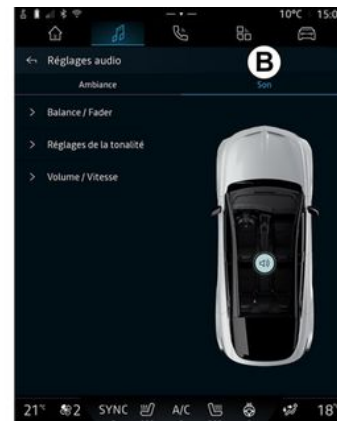 10°C 15:0
Réglages audio
B
Ambiance
Son
Balance / Fader
Réglages de la tonalité
Volume / Vitesse
21° 2 SYNC A/C 18°